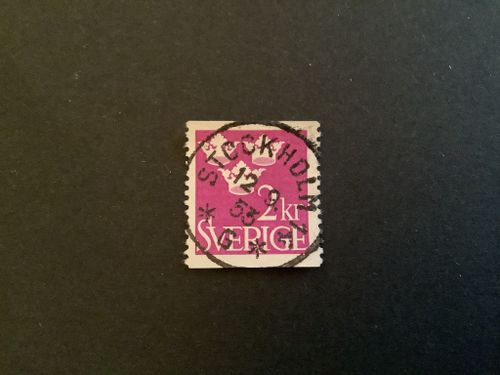 STOCKHOLM
12.9.
53
2 kr
SVERIGE